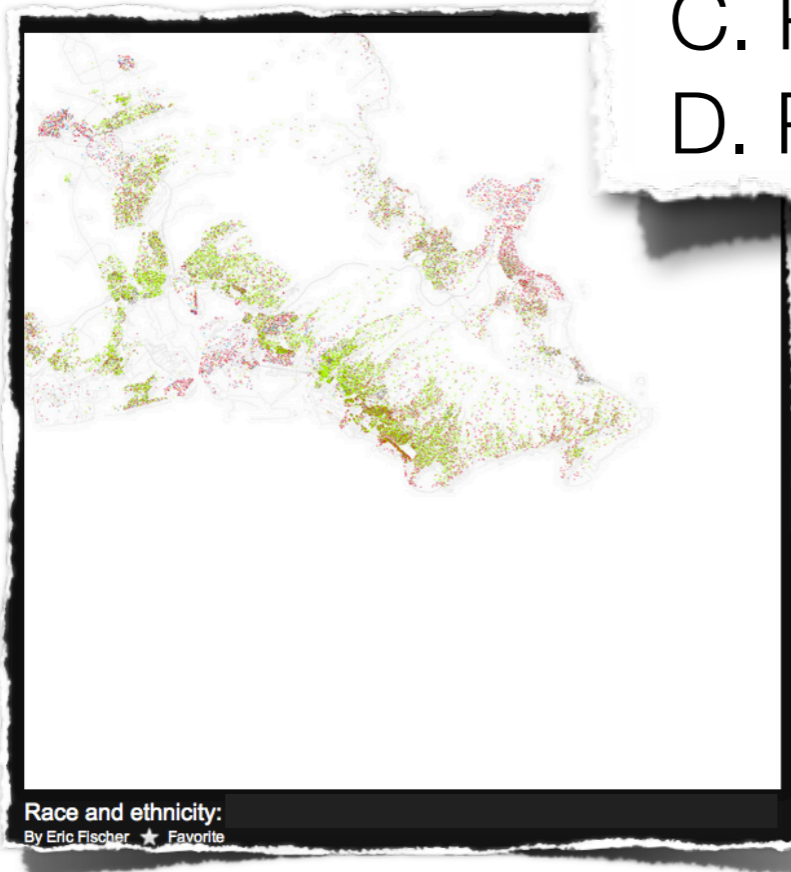 C.
D.
Race and ethnicity:
By Eric Fischer ★ Favorite